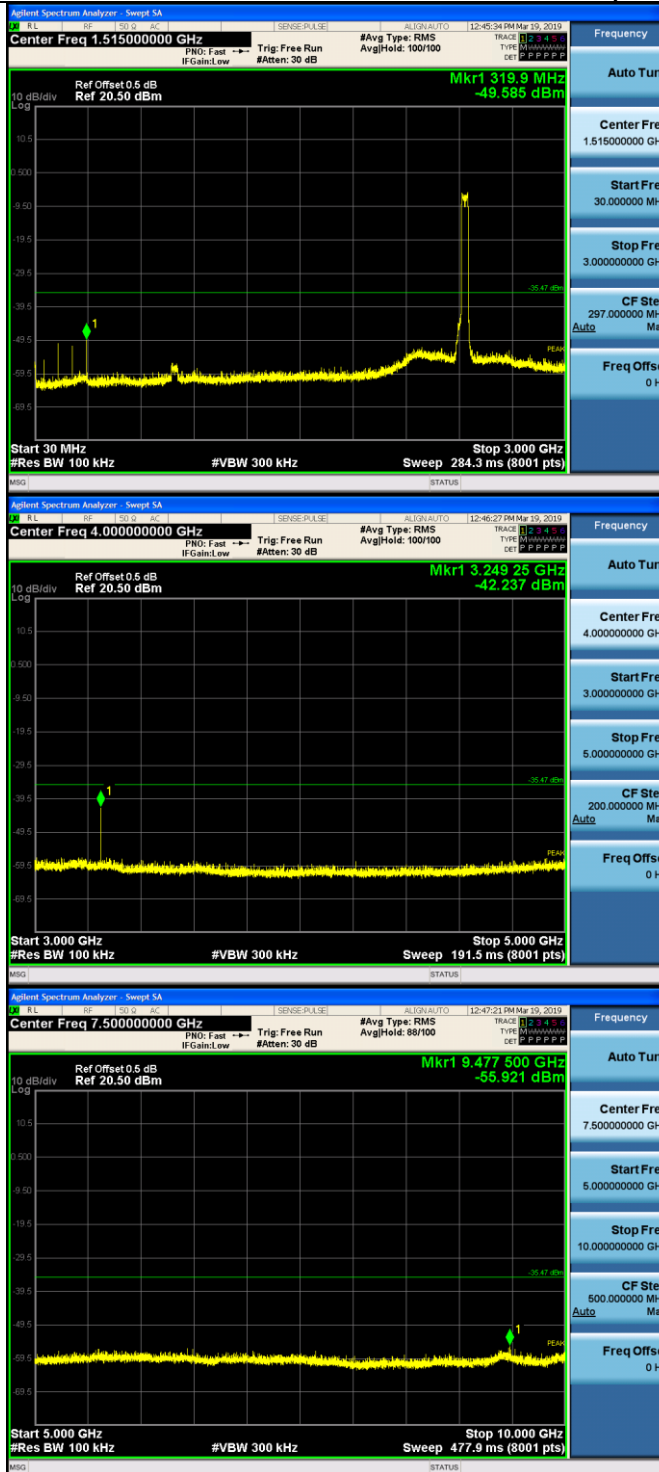 Agilent Spectrum Analyzer - Swept SA
RL RF 50 Ω AC SENSE:PULSE ALIGN AUTO 12:45:34 PM Mar 19, 2019
Center Freq 1.515000000 GHz #Avg Type: RMS TRACE 1 2 3 4 5 6
PNO: Fast Trig: Free Run Avg|Hold: 100/100 TYPE M
IFGain:Low #Atten: 30 dB DET P P P P P P
Frequency
Mkr1 319.9 MHz
Ref Offset 0.5 dB
10 dB/div Ref 20.50 dBm -49.585 dBm
Log
10.5
0.500
-9.50
-19.5
-29.5
-35.47 dBm
-39.5
1
-49.5
PEAK
-59.5
-69.5
Start 30 MHz Stop 3.000 GHz
#Res BW 100 kHz #VBW 300 kHz Sweep 284.3 ms (8001 pts)
MSG STATUS
Auto Tun
Center Fre
1.515000000 GH
Start Fre
30.000000 MH
Stop Fre
3.000000000 GH
CF Ste
297.000000 MH
Auto Ma
Freq Offse
0 H
Agilent Spectrum Analyzer - Swept SA
RL RF 50 Ω AC SENSE:PULSE ALIGN AUTO 12:46:27 PM Mar 19, 2019
Center Freq 4.000000000 GHz #Avg Type: RMS TRACE 1 2 3 4 5 6
PNO: Fast Trig: Free Run Avg|Hold: 100/100 TYPE M
IFGain:Low #Atten: 30 dB DET P P P P P P
Frequency
Mkr1 3.249 25 GHz
Ref Offset 0.5 dB
10 dB/div Ref 20.50 dBm -42.237 dBm
Log
10.5
0.500
-9.50
-19.5
-29.5
-35.47 dBm
-39.5
1
-49.5
PEAK
-59.5
-69.5
Start 3.000 GHz Stop 5.000 GHz
#Res BW 100 kHz #VBW 300 kHz Sweep 191.5 ms (8001 pts)
MSG STATUS
Auto Tun
Center Fre
4.000000000 GH
Start Fre
3.000000000 GH
Stop Fre
5.000000000 GH
CF Ste
200.000000 MH
Auto Ma
Freq Offse
0 H
Agilent Spectrum Analyzer - Swept SA
RL RF 50 Ω AC SENSE:PULSE ALIGN AUTO 12:47:21 PM Mar 19, 2019
Center Freq 7.500000000 GHz #Avg Type: RMS TRACE 1 2 3 4 5 6
PNO: Fast Trig: Free Run Avg|Hold: 88/100 TYPE M
IFGain:Low #Atten: 30 dB DET P P P P P P
Frequency
Mkr1 9.477 500 GHz
Ref Offset 0.5 dB
10 dB/div Ref 20.50 dBm -55.921 dBm
Log
10.5
0.500
-9.50
-19.5
-29.5
-35.47 dBm
-39.5
-49.5
1
PEAK
-59.5
-69.5
Start 5.000 GHz Stop 10.000 GHz
#Res BW 100 kHz #VBW 300 kHz Sweep 477.9 ms (8001 pts)
MSG STATUS
Auto Tun
Center Fre
7.500000000 GH
Start Fre
5.000000000 GH
Stop Fre
10.000000000 GH
CF Ste
500.000000 MH
Auto Ma
Freq Offse
0 H